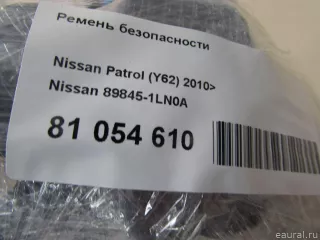 Ремень безопасности
Nissan Patrol (Y62) 2010>
Nissan 89845-1LN0A
81 054 610
eaural.ru